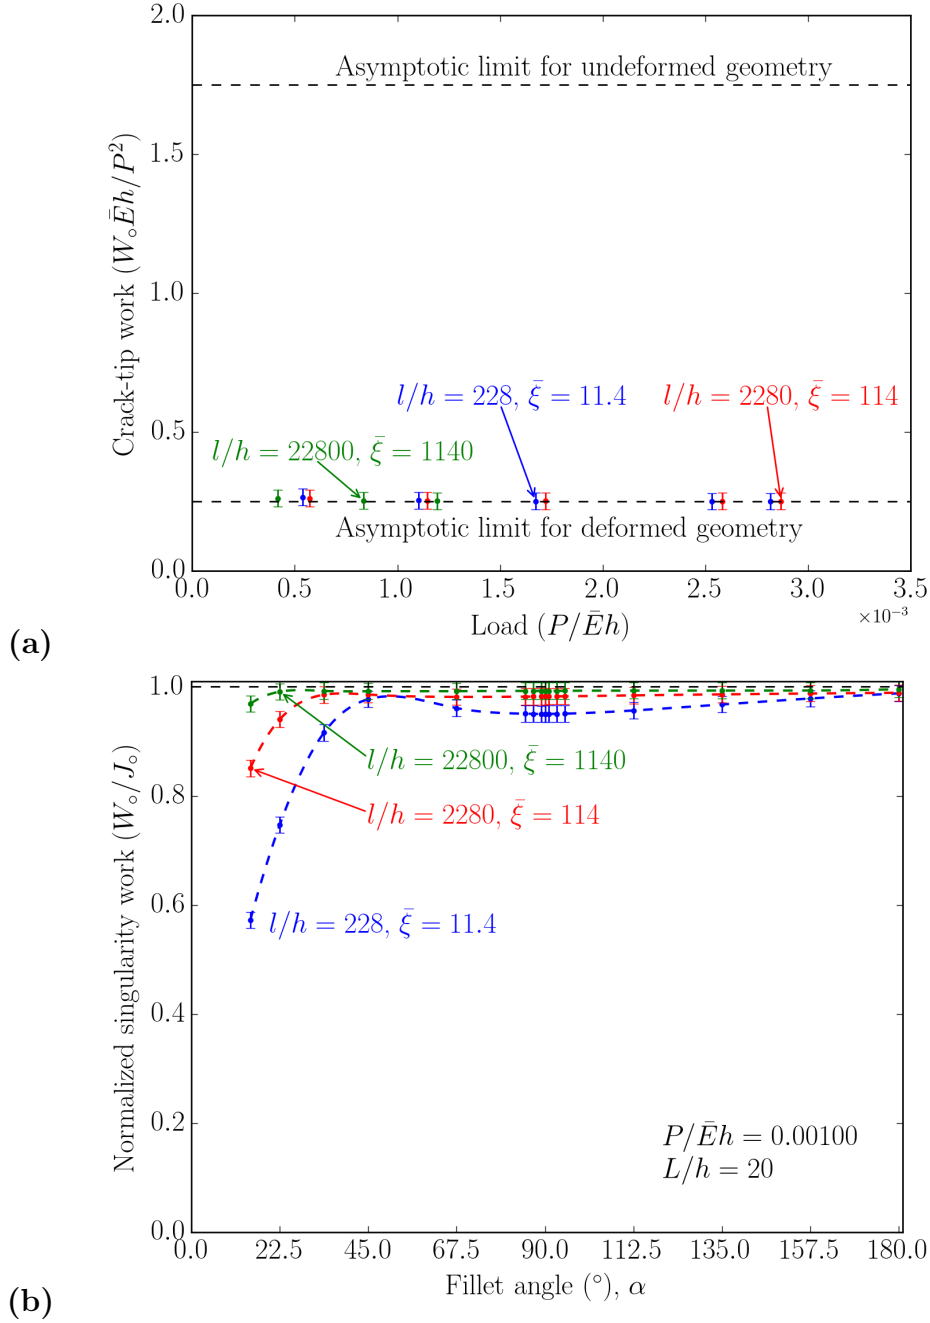 2.0
Asymptotic limit for undeformed geometry
1.5
Crack-tip work (W∘Ēh/P²)
1.0
l/h = 228, ξ̄ = 11.4
l/h = 2280, ξ̄ = 114
0.5
l/h = 22800, ξ̄ = 1140
Asymptotic limit for deformed geometry
0.0
0.0 0.5 1.0 1.5 2.0 2.5 3.0 3.5
×10⁻³
Load (P/Ēh)
(a)
1.0
l/h = 22800, ξ̄ = 1140
0.8
l/h = 2280, ξ̄ = 114
Normalized singularity work (W∘/J∘)
0.6
l/h = 228, ξ̄ = 11.4
0.4
0.2
P/Ēh = 0.00100
L/h = 20
0.0
0.0 22.5 45.0 67.5 90.0 112.5 135.0 157.5 180.0
Fillet angle (°), α
(b)